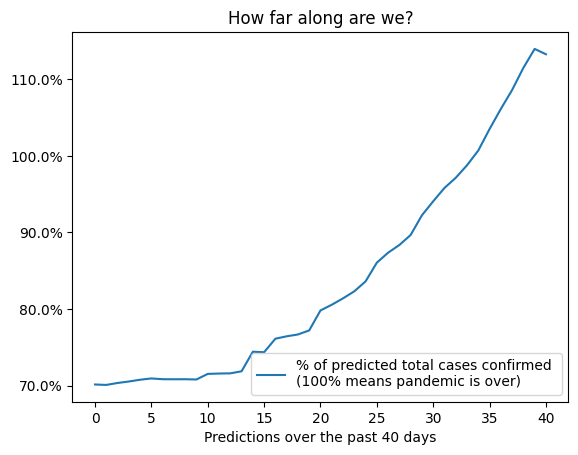 How far along are we?
110.0%
100.0%
90.0%
80.0%
70.0%
% of predicted total cases confirmed
(100% means pandemic is over)
0 5 10 15 20 25 30 35 40
Predictions over the past 40 days